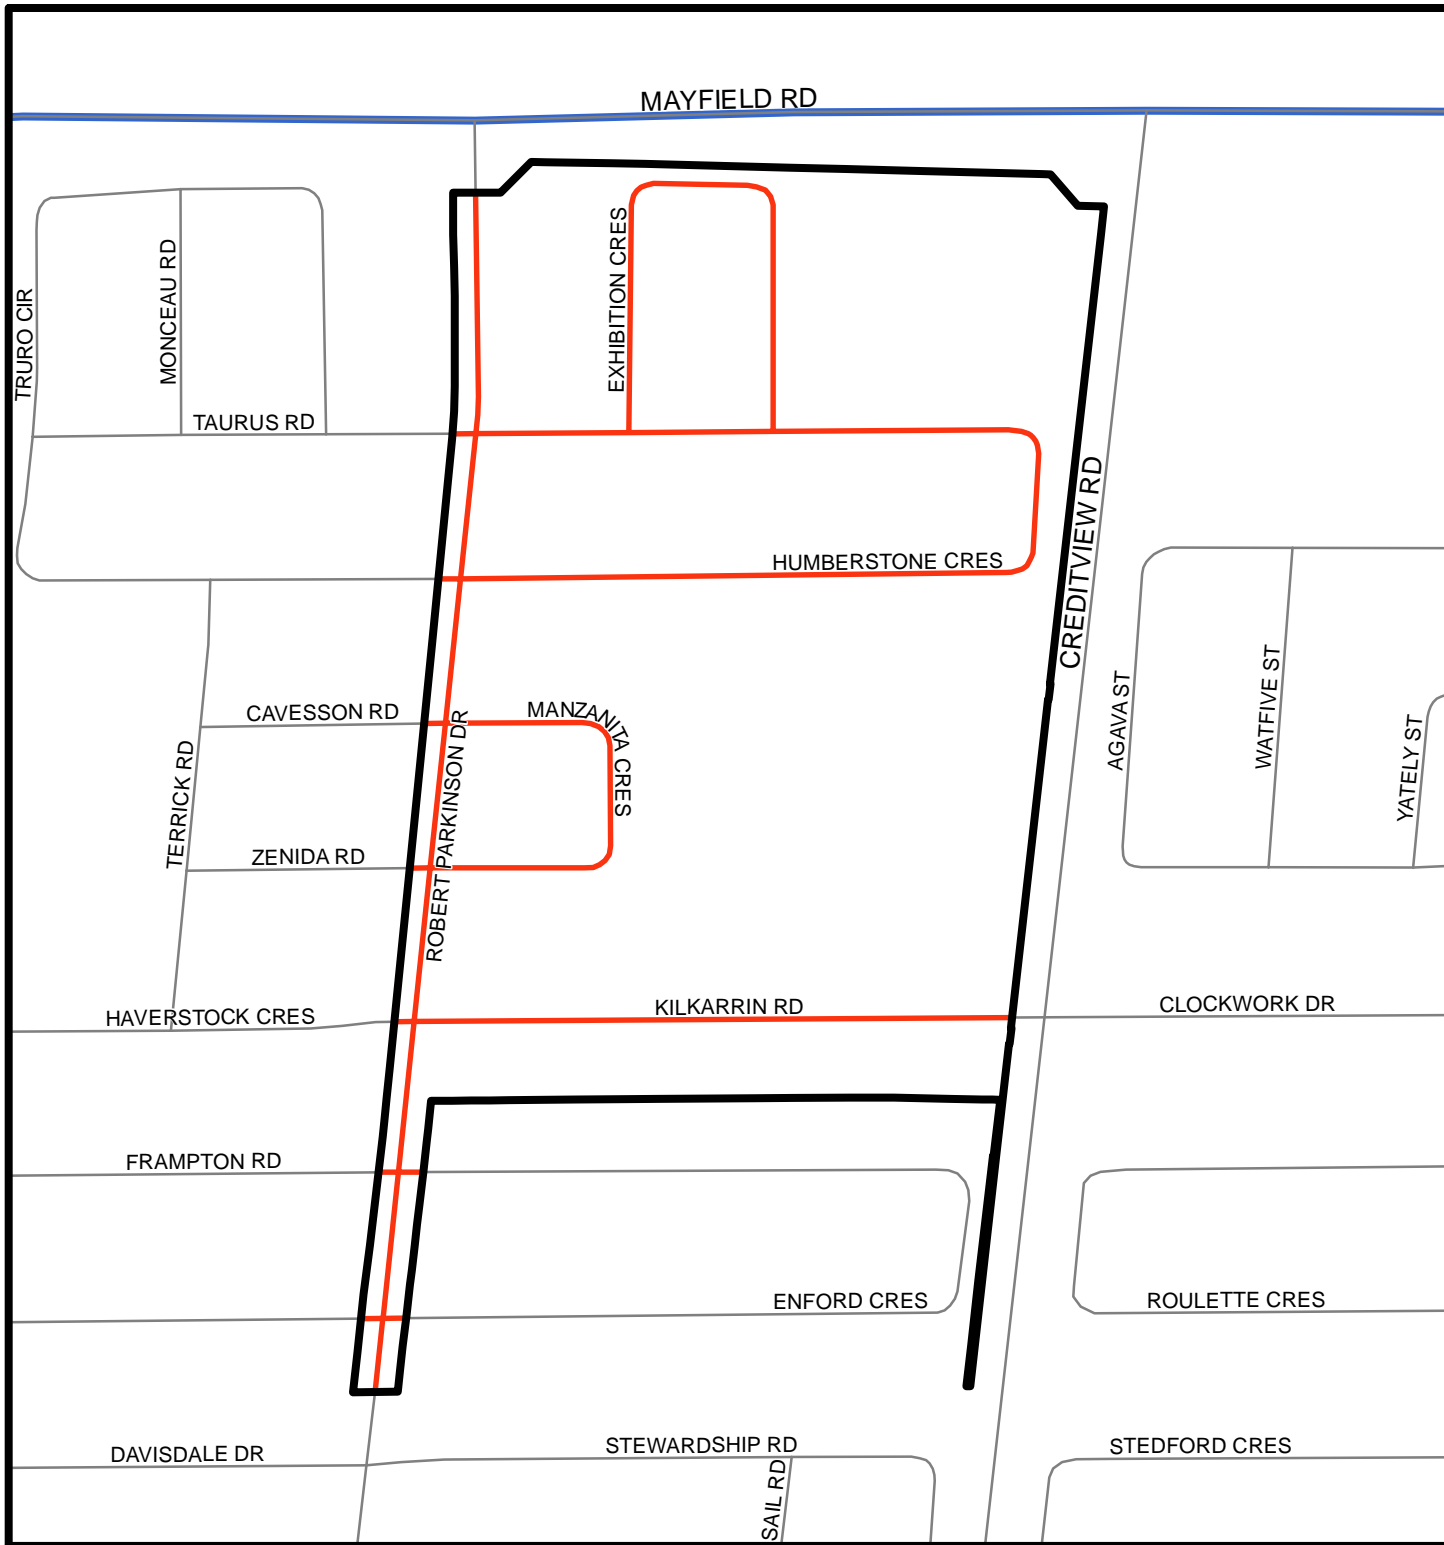 MAYFIELD RD
EXHIBITION CRES
MONCEAU RD
TRURO CIR
TAURUS RD
CREDITVIEW RD
HUMBERSTONE CRES
WATFIVE ST
AGAVA ST
YATELY ST
CAVESSON RD
MANZANITA CRES
ROBERT PARKINSON DR
TERRICK RD
ZENIDA RD
HAVERSTOCK CRES
KILKARRIN RD
CLOCKWORK DR
FRAMPTON RD
ENFORD CRES
ROULETTE CRES
DAVISDALE DR
STEWARDSHIP RD
STEDFORD CRES
SAIL RD